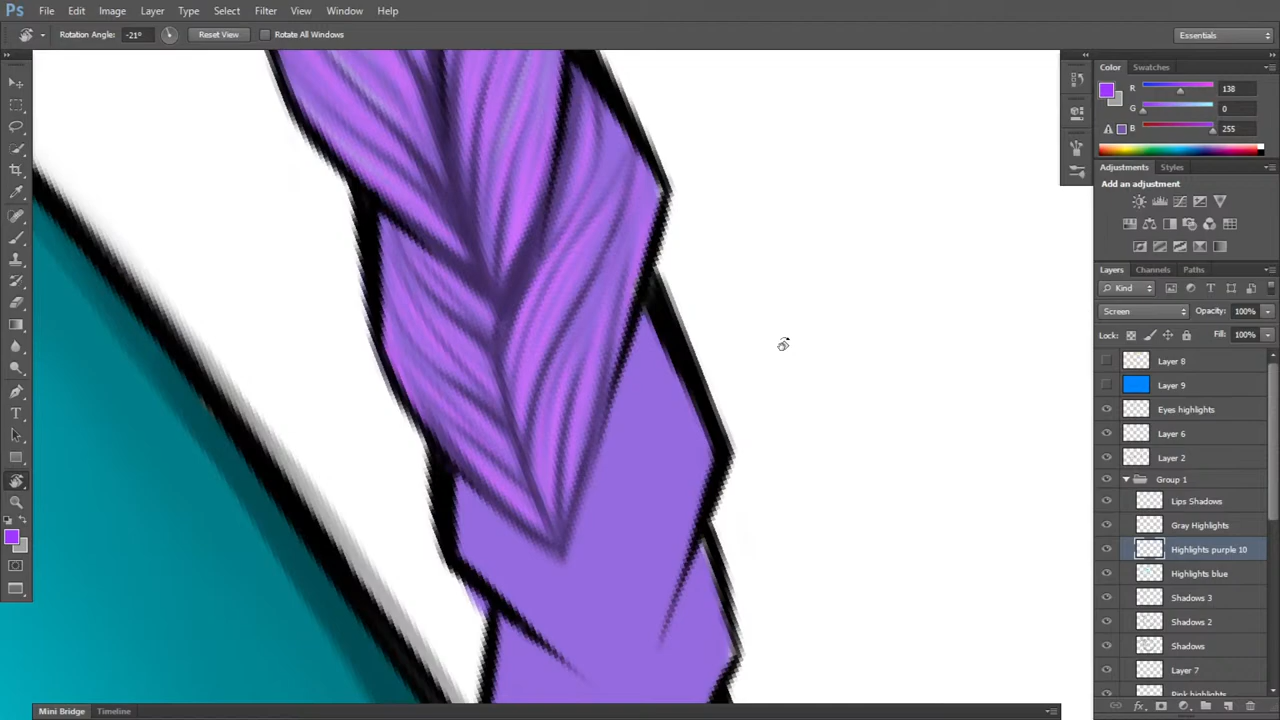 Ps File Edit Image Layer Type Select Filter View Window Help
Rotation Angle: -21° Reset View Rotate All Windows Essentials
Color Swatches
R 138
G 0
B 255
Adjustments Styles
Add an adjustment
Layers Channels Paths
Kind T
Screen Opacity: 100%
Lock: Fill: 100%
Layer 8
Layer 9
Eyes highlights
Layer 6
Layer 2
Group 1
Lips Shadows
Gray Highlights
Highlights purple 10
Highlights blue
Shadows 3
Shadows 2
Shadows
Layer 7
Pink highlights
fx
Mini Bridge Timeline